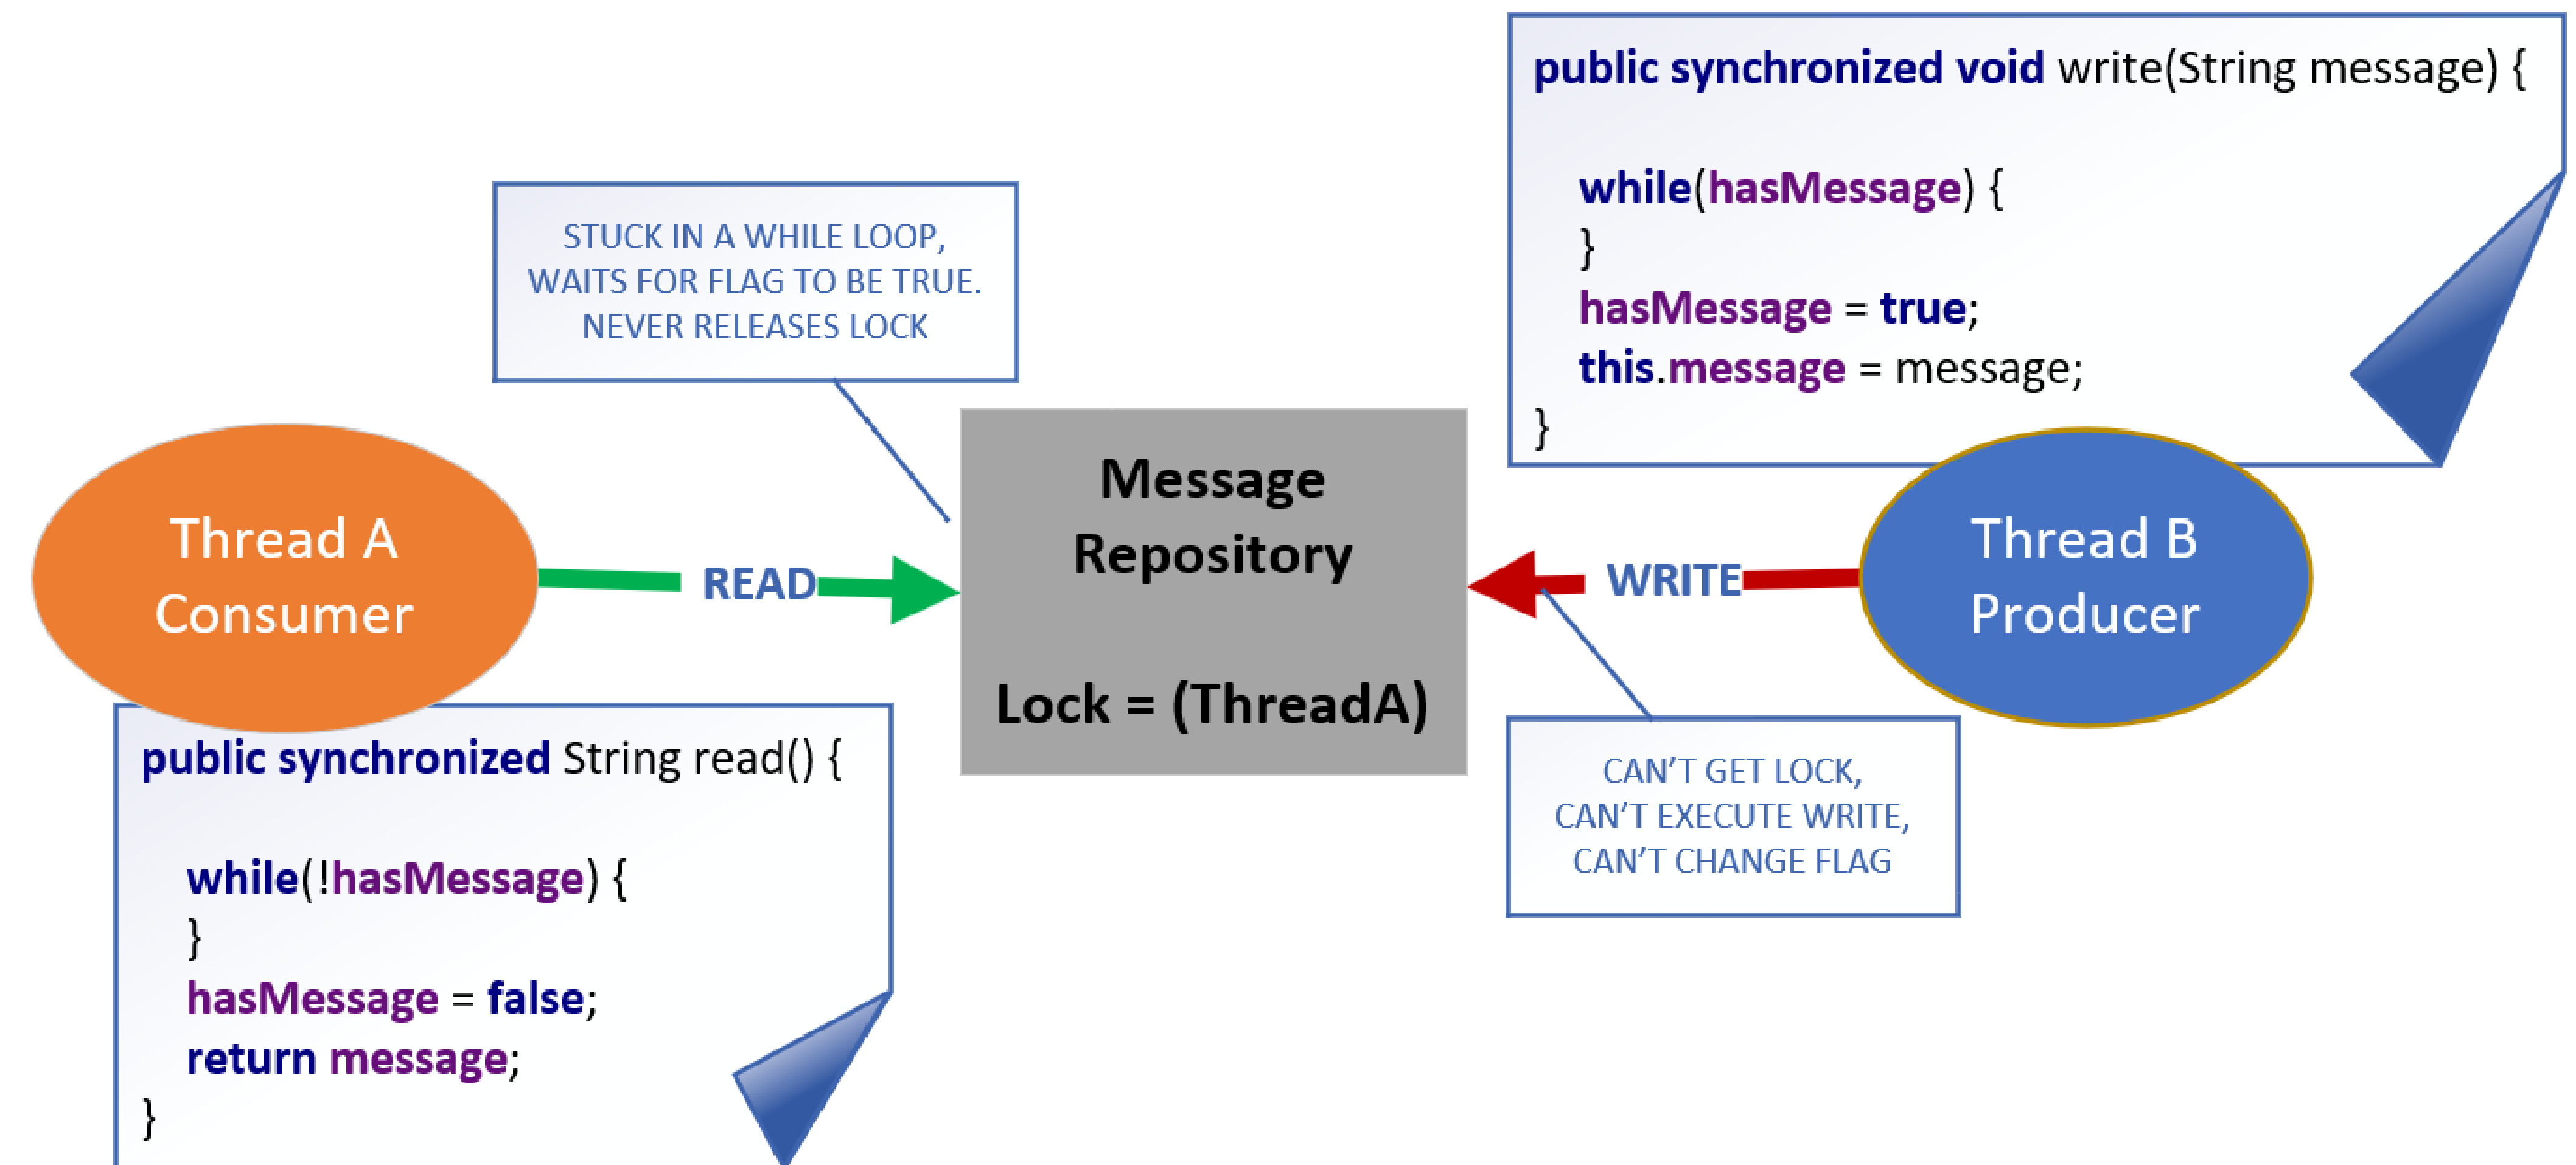 public synchronized void write(String message) {
while(hasMessage) {
}
hasMessage = true;
this.message = message;
}
STUCK IN A WHILE LOOP,
WAITS FOR FLAG TO BE TRUE.
NEVER RELEASES LOCK
Thread A
Consumer
READ
Message
Repository
Lock = (ThreadA)
WRITE
Thread B
Producer
public synchronized String read() {
while(!hasMessage) {
}
hasMessage = false;
return message;
}
CAN’T GET LOCK,
CAN’T EXECUTE WRITE,
CAN’T CHANGE FLAG